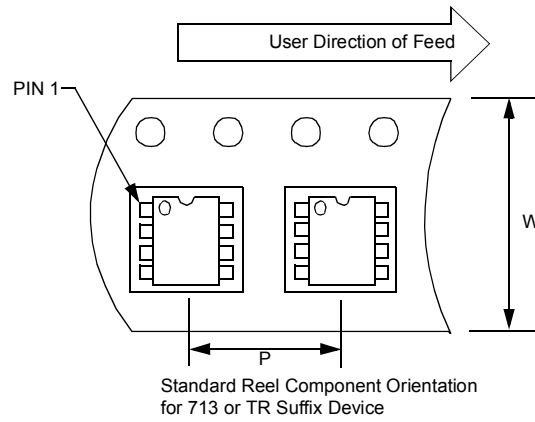 User Direction of Feed
PIN 1
W
P
Standard Reel Component Orientation
for 713 or TR Suffix Device